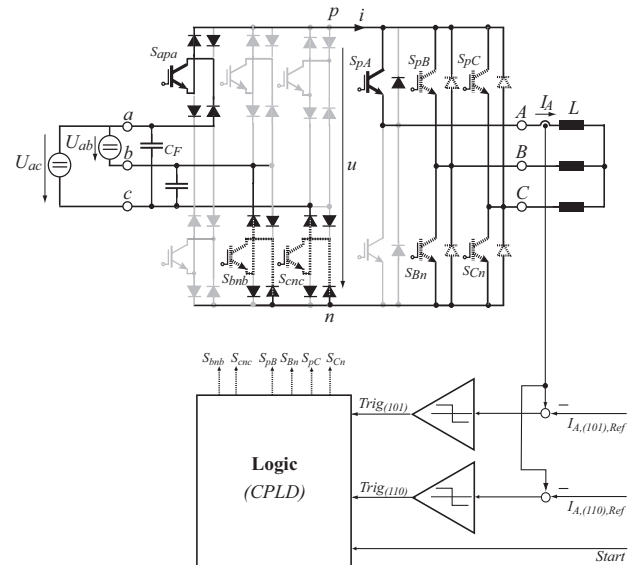 p
i
S_apa
S_pA
S_pB
S_pC
A
I_A
L
a
U_ab
b
C_F
U_ac
u
B
c
C
S_bnb
S_cnc
S_Bn
S_Cn
n
S_bnb S_cnc S_pB S_Bn S_pC S_Cn
Trig_(101)
−
I_A,(101),Ref
Logic
(CPLD)
Trig_(110)
−
I_A,(110),Ref
Start